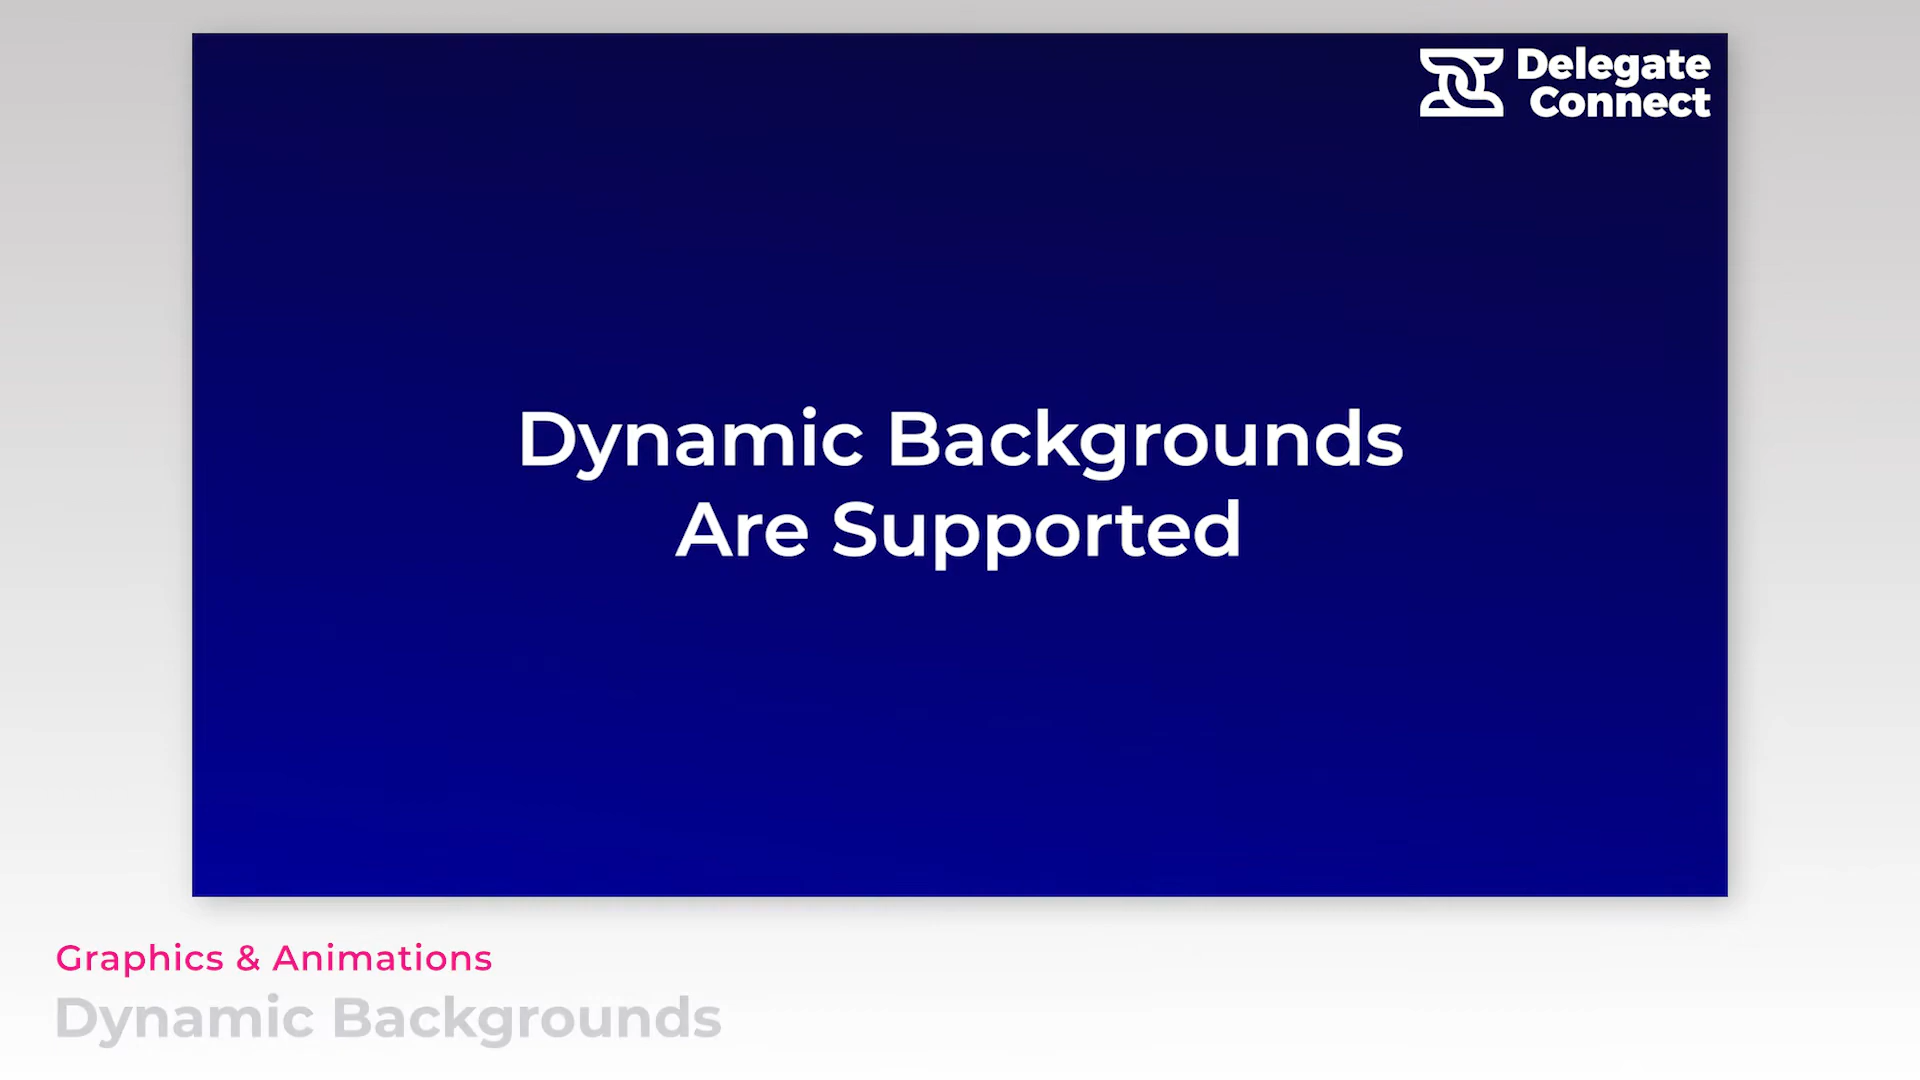 Delegate
Connect
Dynamic Backgrounds
Are Supported
Graphics & Animations
Dynamic Backgrounds